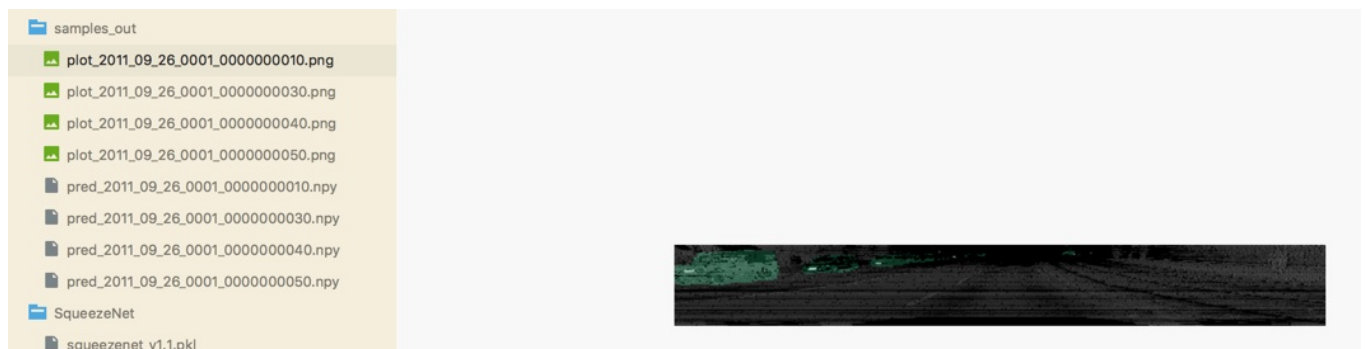 samples_out
plot_2011_09_26_0001_0000000010.png
plot_2011_09_26_0001_0000000030.png
plot_2011_09_26_0001_0000000040.png
plot_2011_09_26_0001_0000000050.png
pred_2011_09_26_0001_0000000010.npy
pred_2011_09_26_0001_0000000030.npy
pred_2011_09_26_0001_0000000040.npy
pred_2011_09_26_0001_0000000050.npy
SqueezeNet
squeezenet_v1.1.pkl